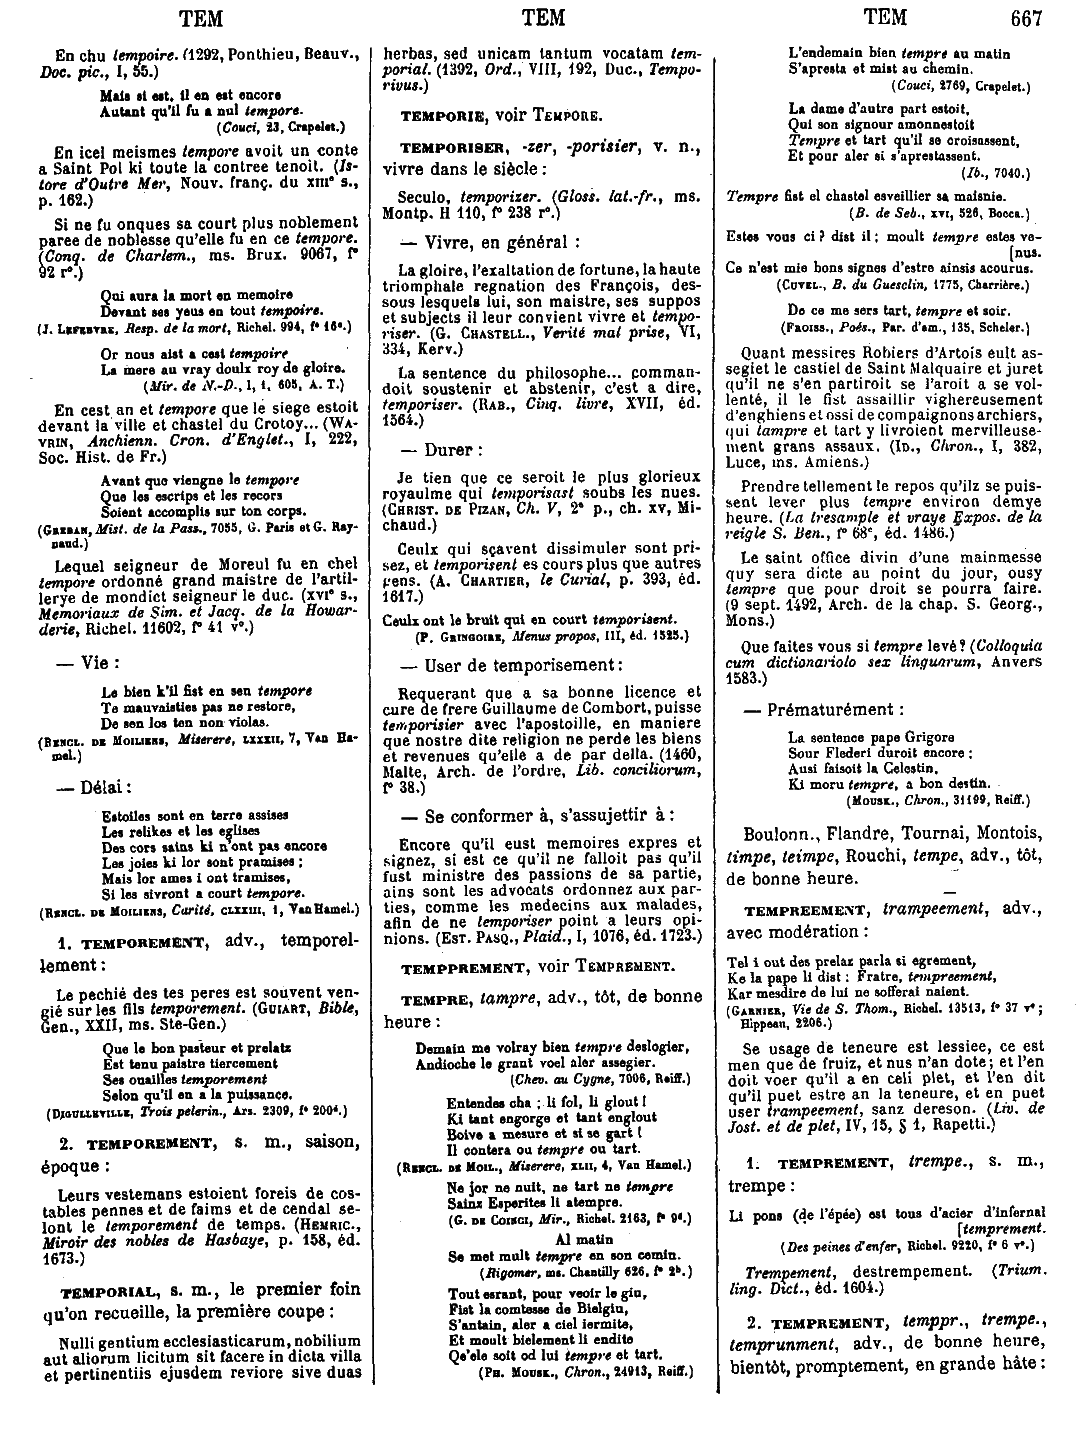 TEM TEM TEM 667
En chu tempoire. (1292, Ponthieu, Beauv.,
Doc. pic., I, 55.)
Mais si est, il en est encore
Autant qu'il fu a nul tempore.
(Couci, 23, Crapelet.)
En icel meismes tempore avoit un conte
a Saint Pol ki toute la contree tenoit. (Is-
tore d'Outre Mer, Nouv. franç. du XIIIe s.,
p. 162.)
Si ne fu onques sa court plus noblement
paree de noblesse qu'elle fu en ce tempore.
(Conq. de Charlem., ms. Brux. 9067, f°
92 r°.)
Qui aura la mort en memoire
Devant ses yeus en tout tempoire.
(J. LEFEBVRE, Resp. de la mort, Richel. 994, f° 16e.)
Or nous aist a cest tempoire
La mere au vray doulx roy de gloire.
(Mir. de N.-D., I, 1, 605, A. T.)
En cest an et tempore que le siege estoit
devant la ville et chastel du Crotoy... (WA-
VRIN, Anchienn. Cron. d'Englet., I, 222,
Soc. Hist. de Fr.)
Avant que viengne le tempore
Que les escrips et les recors
Soient accomplis sur ton corps.
(GREBAN, Mist. de la Pass., 7055, G. Paris et G. Ray-
naud.)
Lequel seigneur de Moreul fu en chel
tempore ordonné grand maistre de l'artil-
lerye de mondict seigneur le duc. (XVIe s.,
Memoriaux de Sim. et Jacq. de la Howar-
derie, Richel. 11602, f° 41 v°.)
— Vie :
Le bien k'il fist en sen tempore
Te mauvaisties pas ne restore,
De sen los ten non violas.
(RENCL. DE MOILIENS, Miserere, LXXXII, 7, Van Ha-
mel.)
— Délai :
Estoiles sont en terre assises
Les relikes et les eglises
Des cors sains ki n'ont pas encore
Les joies ki lor sont pramises ;
Mais lor ames i ont tramises,
Si les sivront a court tempore.
(RENCL. DE MOILIENS, Carité, CLXXIII, 1, Van Hamel.)
1. TEMPOREMENT, adv., temporel-
lement :
Le pechié des tes peres est souvent ven-
gié sur les fils temporement. (GUIART, Bible,
Gen., XXII, ms. Ste-Gen.)
Que le bon pasteur et prelatz
Est tenu paistre tiercement
Ses ouailles temporement
Selon qu'il en a la puissance.
(DIGULLEVILLE, Trois pelerin., Ars. 2309, f° 200d.)
2. TEMPOREMENT, s. m., saison,
époque :
Leurs vestemans estoient foreis de cos-
tables pennes et de faims et de cendal se-
lont le temporement de temps. (HEMRIC.,
Miroir des nobles de Hasbaye, p. 158, éd.
1673.)
TEMPORIAL, s. m., le premier foin
qu'on recueille, la première coupe :
Nulli gentium ecclesiasticarum, nobilium
aut aliorum licitum sit facere in dicta villa
et pertinentiis ejusdem reviore sive duas
herbas, sed unicam tantum vocatam tem-
porial. (1392, Ord., VIII, 192, Duc., Tempo-
rivus.)
TEMPORIE, voir TEMPORE.
TEMPORISER, -zer, -porisier, v. n.,
vivre dans le siècle :
Seculo, temporizer. (Gloss. lat.-fr., ms.
Montp. H 110, f° 238 r°.)
— Vivre, en général :
La gloire, l'exaltation de fortune, la haute
triomphale regnation des François, des-
sous lesquels lui, son maistre, ses suppos
et subjects il leur convient vivre et tempo-
riser. (G. CHASTELL., Verité mal prise, VI,
334, Kerv.)
La sentence du philosophe... comman-
doit soustenir et abstenir, c'est a dire,
temporiser. (RAB., Cinq. livre, XVII, éd.
1564.)
— Durer :
Je tien que ce seroit le plus glorieux
royaulme qui temporisast soubs les nues.
(CHRIST. DE PIZAN, Ch. V, 2e p., ch. XV, Mi-
chaud.)
Ceulx qui sçavent dissimuler sont pri-
sez, et temporisent es cours plus que autres
gens. (A. CHARTIER, le Curial, p. 393, éd.
1617.)
Ceulx ont le bruit qui en court temporisent.
(P. GRINGOIRE, Menus propos, III, éd. 1525.)
— User de temporisement :
Requerant que a sa bonne licence et
cure de frere Guillaume de Combort, puisse
temporisier avec l'apostoille, en maniere
que nostre dite religion ne perde les biens
et revenues qu'elle a de par della. (1460,
Malte, Arch. de l'ordre, Lib. conciliorum,
f° 38.)
— Se conformer à, s'assujettir à :
Encore qu'il eust memoires expres et
signez, si est ce qu'il ne falloit pas qu'il
fust ministre des passions de sa partie,
ains sont les advocats ordonnez aux par-
ties, comme les medecins aux malades,
afin de ne temporiser point a leurs opi-
nions. (EST. PASQ., Plaid., I, 1076, éd. 1723.)
TEMPPREMENT, voir TEMPREMENT.
TEMPRE, tampre, adv., tôt, de bonne
heure :
Demain me volray bien tempre deslogier,
Andioche le grant voel aler assegier.
(Chev. au Cygne, 7006, Reiff.)
Entendes cha ; li fol, li glout !
Ki tant engorge et tant englout
Boive a mesure et si se gart !
Il contera ou tempre ou tart.
(RENCL. DE MOIL., Miserere, XLII, 4, Van Hamel.)
Ne jor ne nuit, ne tart ne tempre
Sainz Esperites li atempre.
(G. DE COINCI, Mir., Richel. 2163, f° 9d.)
Al matin
Se met mult tempre en son cemin.
(Rigomer, ms. Chantilly 626, f° 2b.)
Tout esrant, pour veoir le giu,
Fist la comtesse de Bielgiu,
S'antain, aler a ciel termite,
Et moult bielement li endite
Qe'ele soit od lui tempre et tart.
(PH. MOUSK., Chron., 24913, Reiff.)
L'endemain bien tempre au matin
S'apresta et mist au chemin.
(Couci, 2769, Crapelet.)
La dame d'autre part estoit,
Qui son signour amonnestoit
Tempre et tart qu'il se croisassent,
Et pour aler si s'aprestassent.
(Ib., 7040.)
Tempre fist el chastel esveillier sa maisnie.
(B. de Seb., XVI, 526, Bocca.)
Estes vous ci ? dist il ; moult tempre estes ve-
[nus.
Ce n'est mie bons signes d'estre ainsis acourus.
(CUVEL., B. du Guesclin, 1775, Charrière.)
De ce me sers tart, tempre et soir.
(FROISS., Poés., Par. d'am., 135, Scheler.)
Quant messires Robiers d'Artois eult as-
segiet le castiel de Saint Malquaire et juret
qu'il ne s'en partiroit se l'aroit a se vol-
lenté, il le fist assaillir vighereusement
d'enghiens et ossi de compaignons archiers,
qui tampre et tart y livroient mervilleuse-
ment grans assaux. (ID., Chron., I, 382,
Luce, ms. Amiens.)
Prendre tellement le repos qu'ilz se puis-
sent lever plus tempre environ demye
heure. (La tresample et vraye Expos. de la
reigle S. Ben., f° 68c, éd. 1486.)
Le saint office divin d'une mainmesse
quy sera dicte au point du jour, ousy
tempre que pour droit se pourra faire.
(9 sept. 1492, Arch. de la chap. S. Georg.,
Mons.)
Que faites vous si tempre levé ? (Colloquia
cum dictionariolo sex linguarum, Anvers
1583.)
— Prématurément :
La sentence pape Grigore
Sour Flederi duroit encore ;
Ausi faisoit la Celestin,
Ki moru tempre, a bon destin.
(MOUSK., Chron., 31199, Reiff.)
Boulonn., Flandre, Tournai, Montois,
timpe, teimpe, Rouchi, tempe, adv., tôt,
de bonne heure.
TEMPREEMENT, trampeement, adv.,
avec modération :
Tel i out des prelaz parla si egrement,
Ke la pape li dist : Fratre, tempreement,
Kar mesdire de lui ne sofferai naient.
(GARNIER, Vie de S. Thom., Richel. 13513, f° 37 r° ;
Hippeau, 2206.)
Se usage de teneure est lessiee, ce est
men que de fruiz, et nus n'an dote ; et l'en
doit voer qu'il a en celi plet, et l'en dit
qu'il puet estre an la teneure, et en puet
user trampeement, sanz dereson. (Liv. de
Jost. et de plet, IV, 15, § 1, Rapetti.)
1. TEMPREMENT, trempe., s. m.,
trempe :
Li pons (de l'épée) est tous d'acier d'infernal
[temprement.
(Des peines d'enfer, Richel. 9220, f° 6 v°.)
Trempement, destrempement. (Trium.
ling. Dict., éd. 1604.)
2. TEMPREMENT, temppr., trempe.,
temprunment, adv., de bonne heure,
bientôt, promptement, en grande hâte :